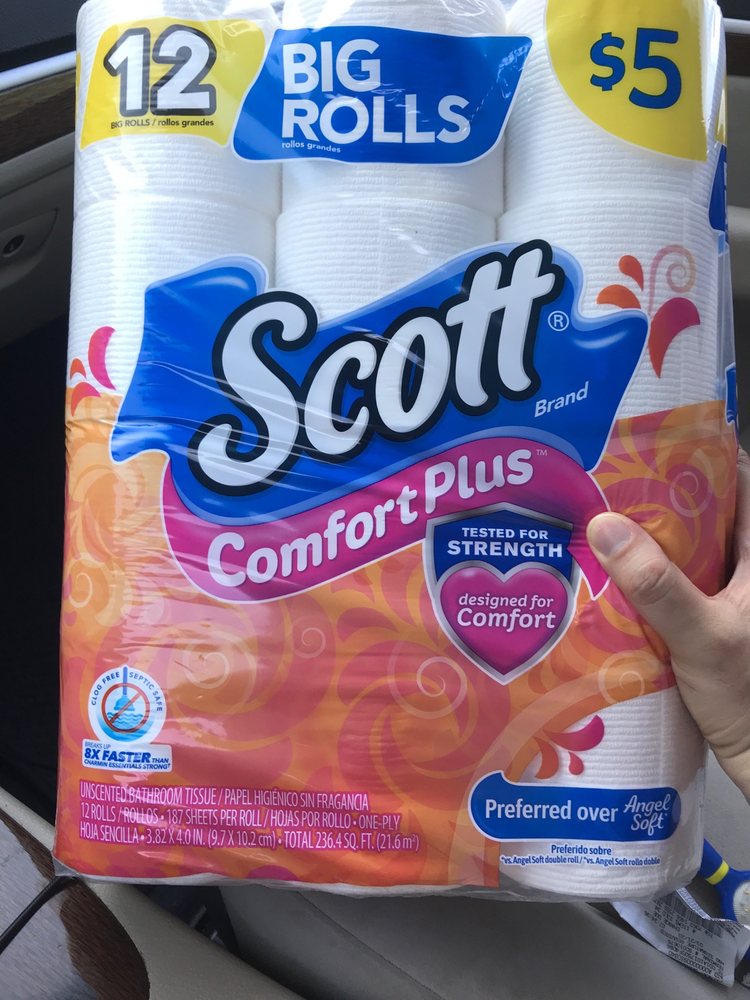 12
BIG ROLLS / rollos grandes
BIG
ROLLS
rollos grandes
$5
Scott®
Brand
Comfort Plus™
TESTED FOR
STRENGTH
designed for
Comfort
CLOG FREE SEPTIC SAFE
BREAKS UP
8X FASTER THAN
CHARMIN ESSENTIALS STRONG†
UNSCENTED BATHROOM TISSUE / PAPEL HIGIÉNICO SIN FRAGANCIA
12 ROLLS / ROLLOS • 187 SHEETS PER ROLL / HOJAS POR ROLLO • ONE-PLY
HOJA SENCILLA • 3.82 X 4.0 IN. (9.7 X 10.2 cm) • TOTAL 236.4 SQ. FT. (21.6 m²)
Preferred over Angel
Soft*
Preferido sobre
*vs. Angel Soft double roll / *vs. Angel Soft rollo doble